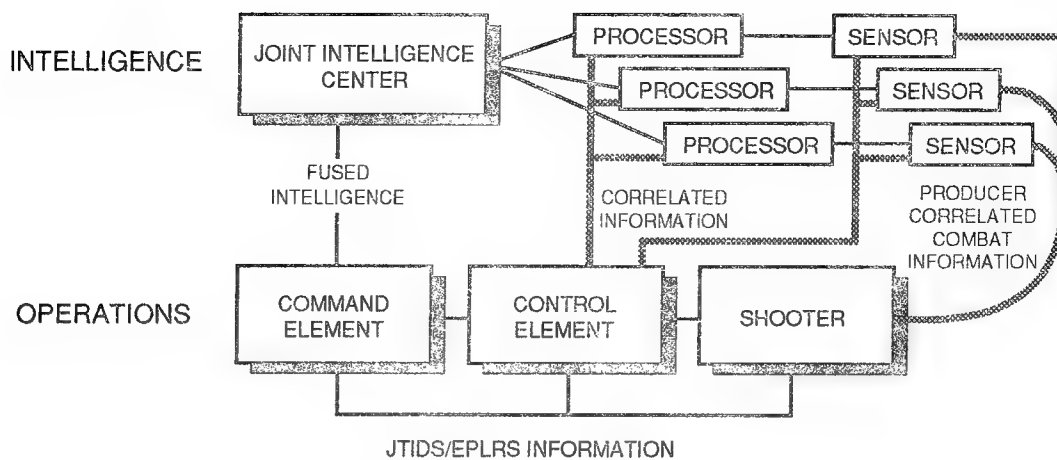 INTELLIGENCE
JOINT INTELLIGENCE
CENTER
PROCESSOR
SENSOR
PROCESSOR
SENSOR
PROCESSOR
SENSOR
FUSED
INTELLIGENCE
CORRELATED
INFORMATION
PRODUCER
CORRELATED
COMBAT
INFORMATION
OPERATIONS
COMMAND
ELEMENT
CONTROL
ELEMENT
SHOOTER
JTIDS/EPLRS INFORMATION